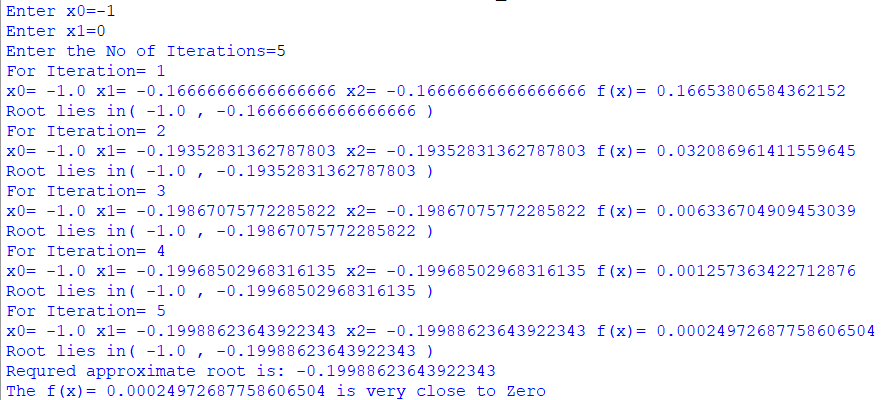 Enter x0=-1
Enter x1=0
Enter the No of Iterations=5
For Iteration= 1
x0= -1.0 x1= -0.16666666666666666 x2= -0.16666666666666666 f(x)= 0.16653806584362152
Root lies in( -1.0 , -0.16666666666666666 )
For Iteration= 2
x0= -1.0 x1= -0.19352831362787803 x2= -0.19352831362787803 f(x)= 0.032086961411559645
Root lies in( -1.0 , -0.19352831362787803 )
For Iteration= 3
x0= -1.0 x1= -0.19867075772285822 x2= -0.19867075772285822 f(x)= 0.006336704909453039
Root lies in( -1.0 , -0.19867075772285822 )
For Iteration= 4
x0= -1.0 x1= -0.19968502968316135 x2= -0.19968502968316135 f(x)= 0.001257363422712876
Root lies in( -1.0 , -0.19968502968316135 )
For Iteration= 5
x0= -1.0 x1= -0.19988623643922343 x2= -0.19988623643922343 f(x)= 0.00024972687758606504
Root lies in( -1.0 , -0.19988623643922343 )
Requred approximate root is: -0.19988623643922343
The f(x)= 0.00024972687758606504 is very close to Zero